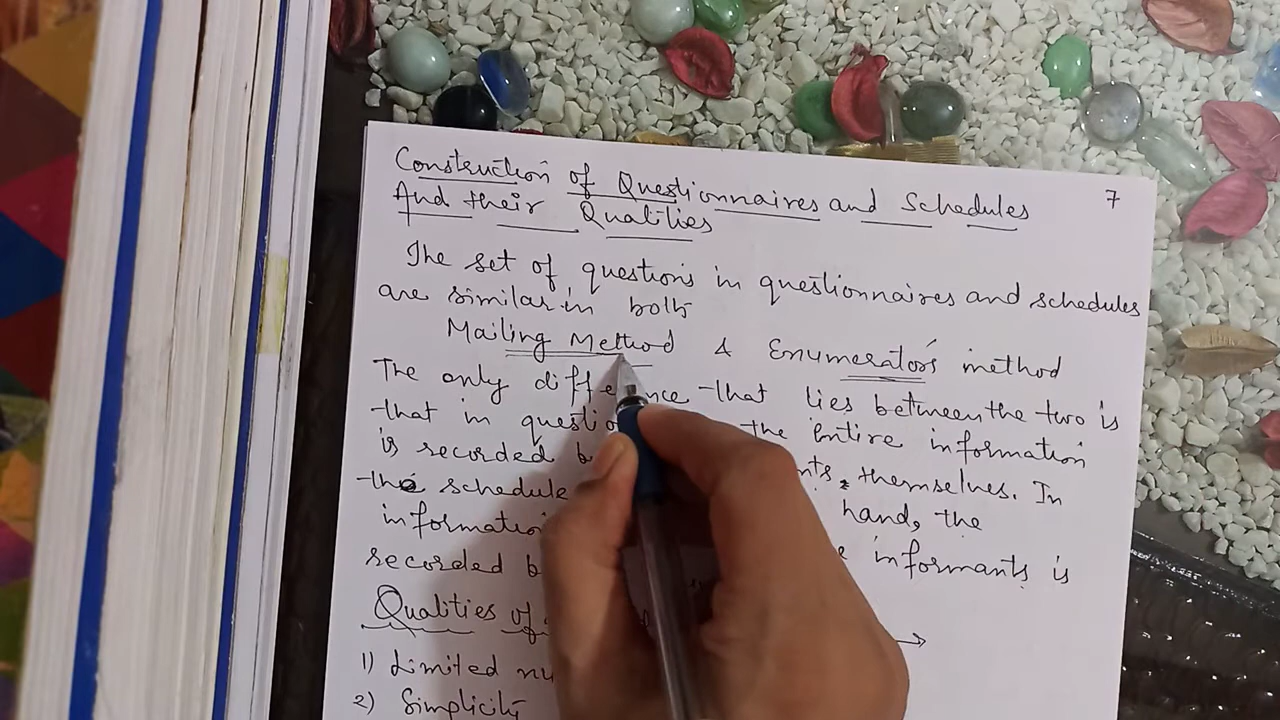 Construction of Questionnaires and Schedules
7
And their Qualities
The set of questions in questionnaires and schedules
are similar in both
Mailing Method & Enumerator's method
The only difference that lies between the two is
that in the entire information
is recorded themselves. In
the schedule hand, the
information informants is
recorded
Qualities of →
1) Limited
2) Simplicity